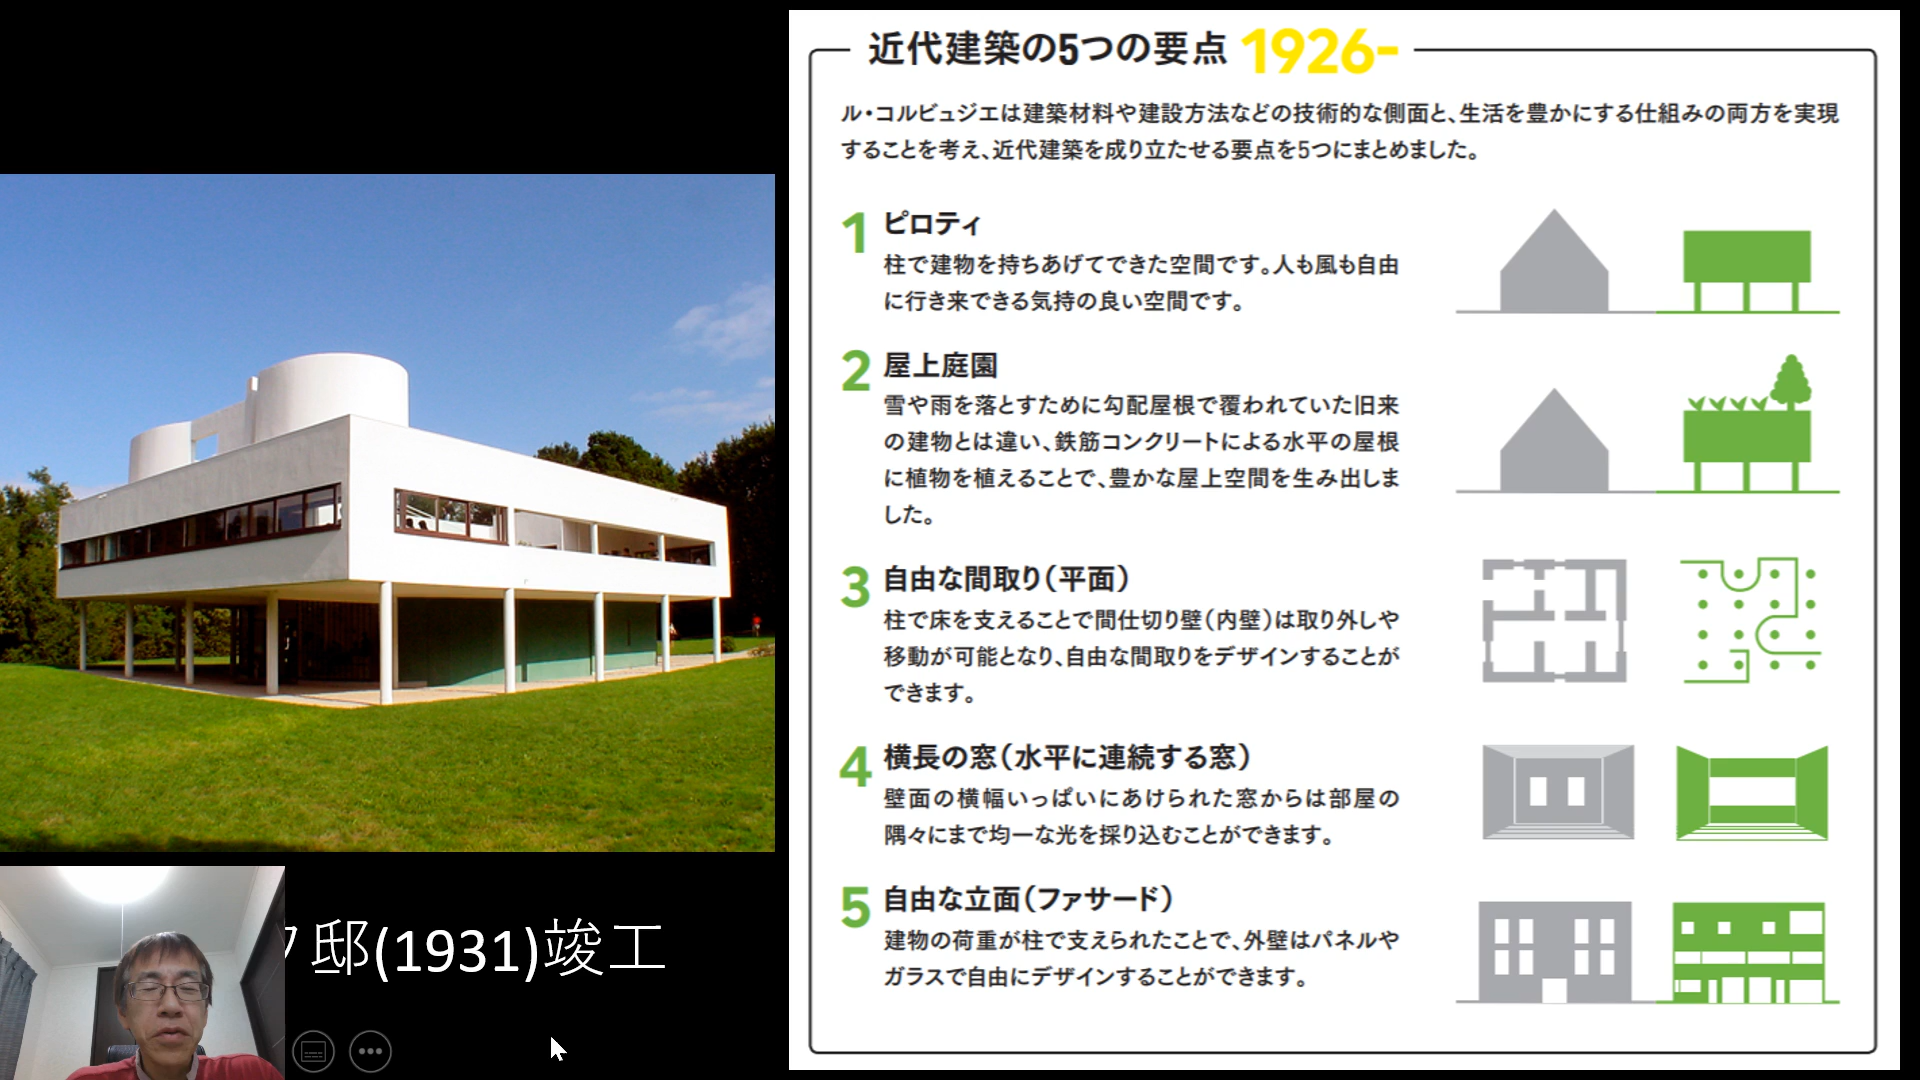 近代建築の5つの要点 1926-
ル・コルビュジエは建築材料や建設方法などの技術的な側面と、生活を豊かにする仕組みの両方を実現
することを考え、近代建築を成り立たせる要点を5つにまとめました。
1 ピロティ
柱で建物を持ちあげてできた空間です。人も風も自由
に行き来できる気持の良い空間です。
2 屋上庭園
雪や雨を落とすために勾配屋根で覆われていた旧来
の建物とは違い、鉄筋コンクリートによる水平の屋根
に植物を植えることで、豊かな屋上空間を生み出しま
した。
3 自由な間取り（平面）
柱で床を支えることで間仕切り壁（内壁）は取り外しや
移動が可能となり、自由な間取りをデザインすることが
できます。
4 横長の窓（水平に連続する窓）
壁面の横幅いっぱいにあけられた窓からは部屋の
隅々にまで均一な光を採り込むことができます。
5 自由な立面（ファサード）
建物の荷重が柱で支えられたことで、外壁はパネルや
ガラスで自由にデザインすることができます。
邸(1931)竣工